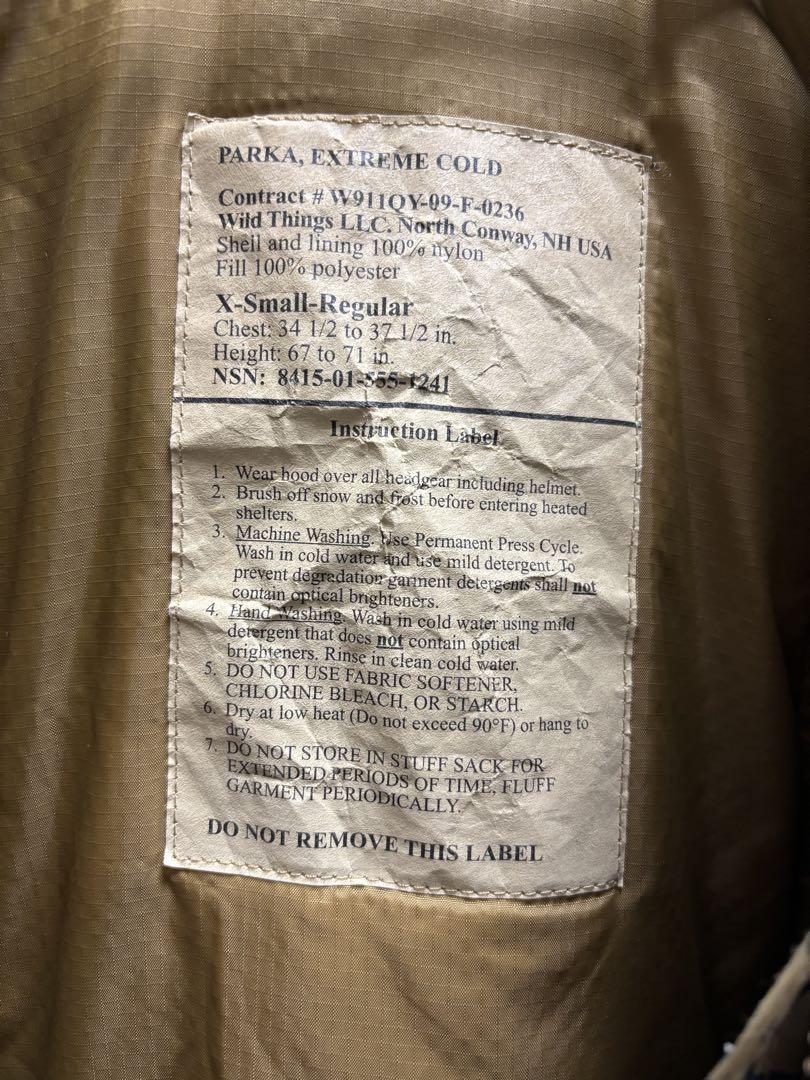 PARKA, EXTREME COLD
Contract # W911QY-09-F-0236
Wild Things LLC. North Conway, NH USA
Shell and lining 100% nylon
Fill 100% polyester
X-Small-Regular
Chest: 34 1/2 to 37 1/2 in.
Height: 67 to 71 in.
NSN: 8415-01-555-1241
Instruction Label
1. Wear hood over all headgear including helmet.
2. Brush off snow and frost before entering heated
shelters.
3. Machine Washing. Use Permanent Press Cycle.
Wash in cold water and use mild detergent. To
prevent degradation garment detergents shall not
contain optical brighteners.
4. Hand Washing. Wash in cold water using mild
detergent that does not contain optical
brighteners. Rinse in clean cold water.
5. DO NOT USE FABRIC SOFTENER,
CHLORINE BLEACH, OR STARCH.
6. Dry at low heat (Do not exceed 90°F) or hang to
dry.
7. DO NOT STORE IN STUFF SACK FOR
EXTENDED PERIODS OF TIME, FLUFF
GARMENT PERIODICALLY.
DO NOT REMOVE THIS LABEL